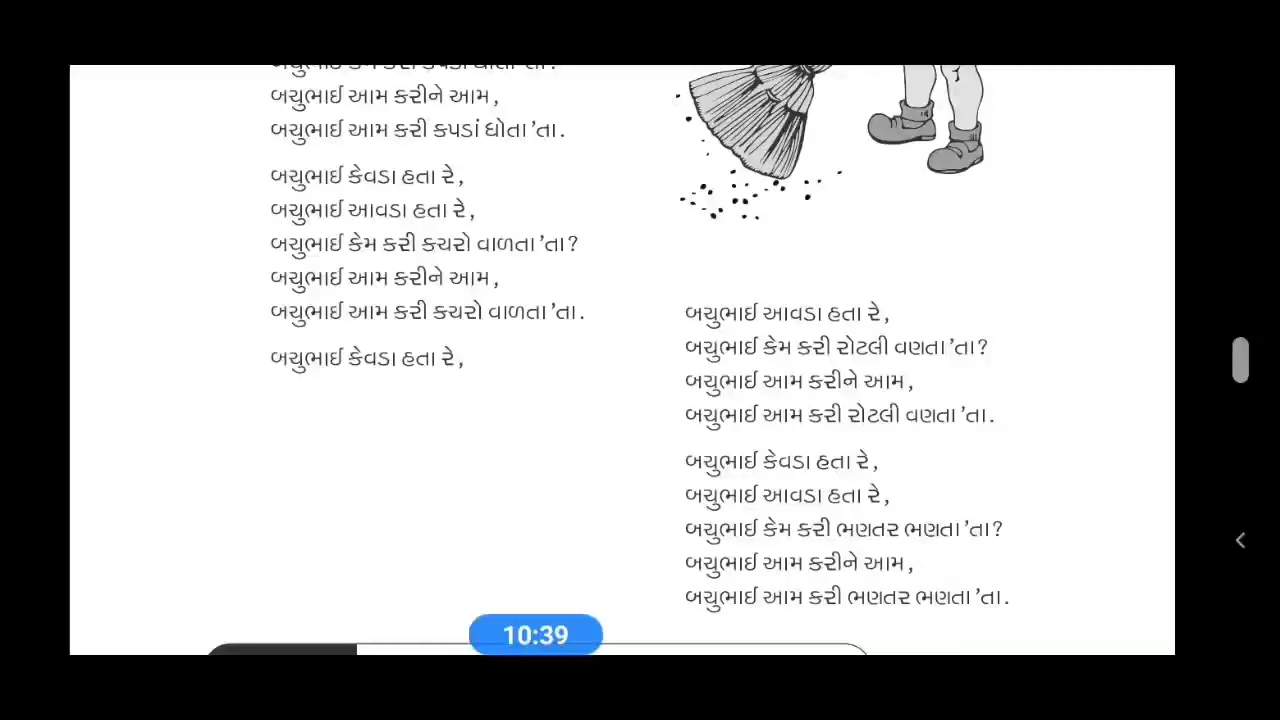 બચુભાઈ આમ કરીને આમ,
બચુભાઈ આમ કરી કપડાં ધોતા ’તા.
બચુભાઈ કેવડા હતા રે,
બચુભાઈ આવડા હતા રે,
બચુભાઈ કેમ કરી કચરો વાળતા ’તા?
બચુભાઈ આમ કરીને આમ,
બચુભાઈ આમ કરી કચરો વાળતા ’તા.
બચુભાઈ કેવડા હતા રે,
બચુભાઈ આવડા હતા રે,
બચુભાઈ કેમ કરી રોટલી વણતા ’તા?
બચુભાઈ આમ કરીને આમ,
બચુભાઈ આમ કરી રોટલી વણતા ’તા.
બચુભાઈ કેવડા હતા રે,
બચુભાઈ આવડા હતા રે,
બચુભાઈ કેમ કરી ભણતર ભણતા ’તા?
બચુભાઈ આમ કરીને આમ,
બચુભાઈ આમ કરી ભણતર ભણતા ’તા.
10:39